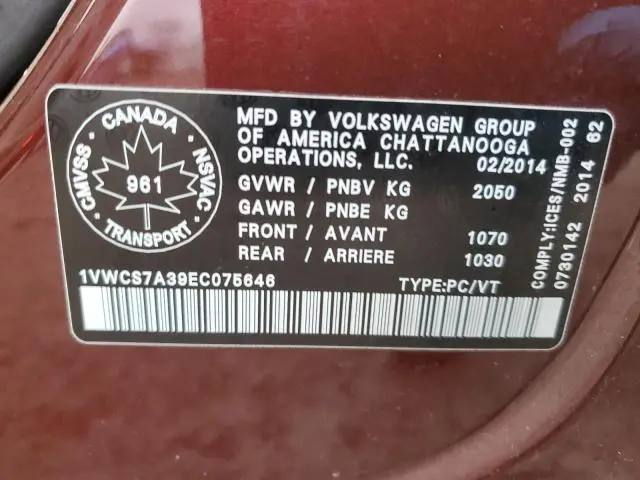 CANADA
CMVSS
NSVAC
961
TRANSPORT
MFD BY VOLKSWAGEN GROUP
OF AMERICA CHATTANOOGA
OPERATIONS, LLC. 02/2014
GVWR / PNBV KG 2050
GAWR / PNBE KG
FRONT / AVANT 1070
REAR / ARRIERE 1030
1VWCS7A39EC075646 TYPE:PC/VT
COMPLY:ICES/NMB-002
0730142 2014 62